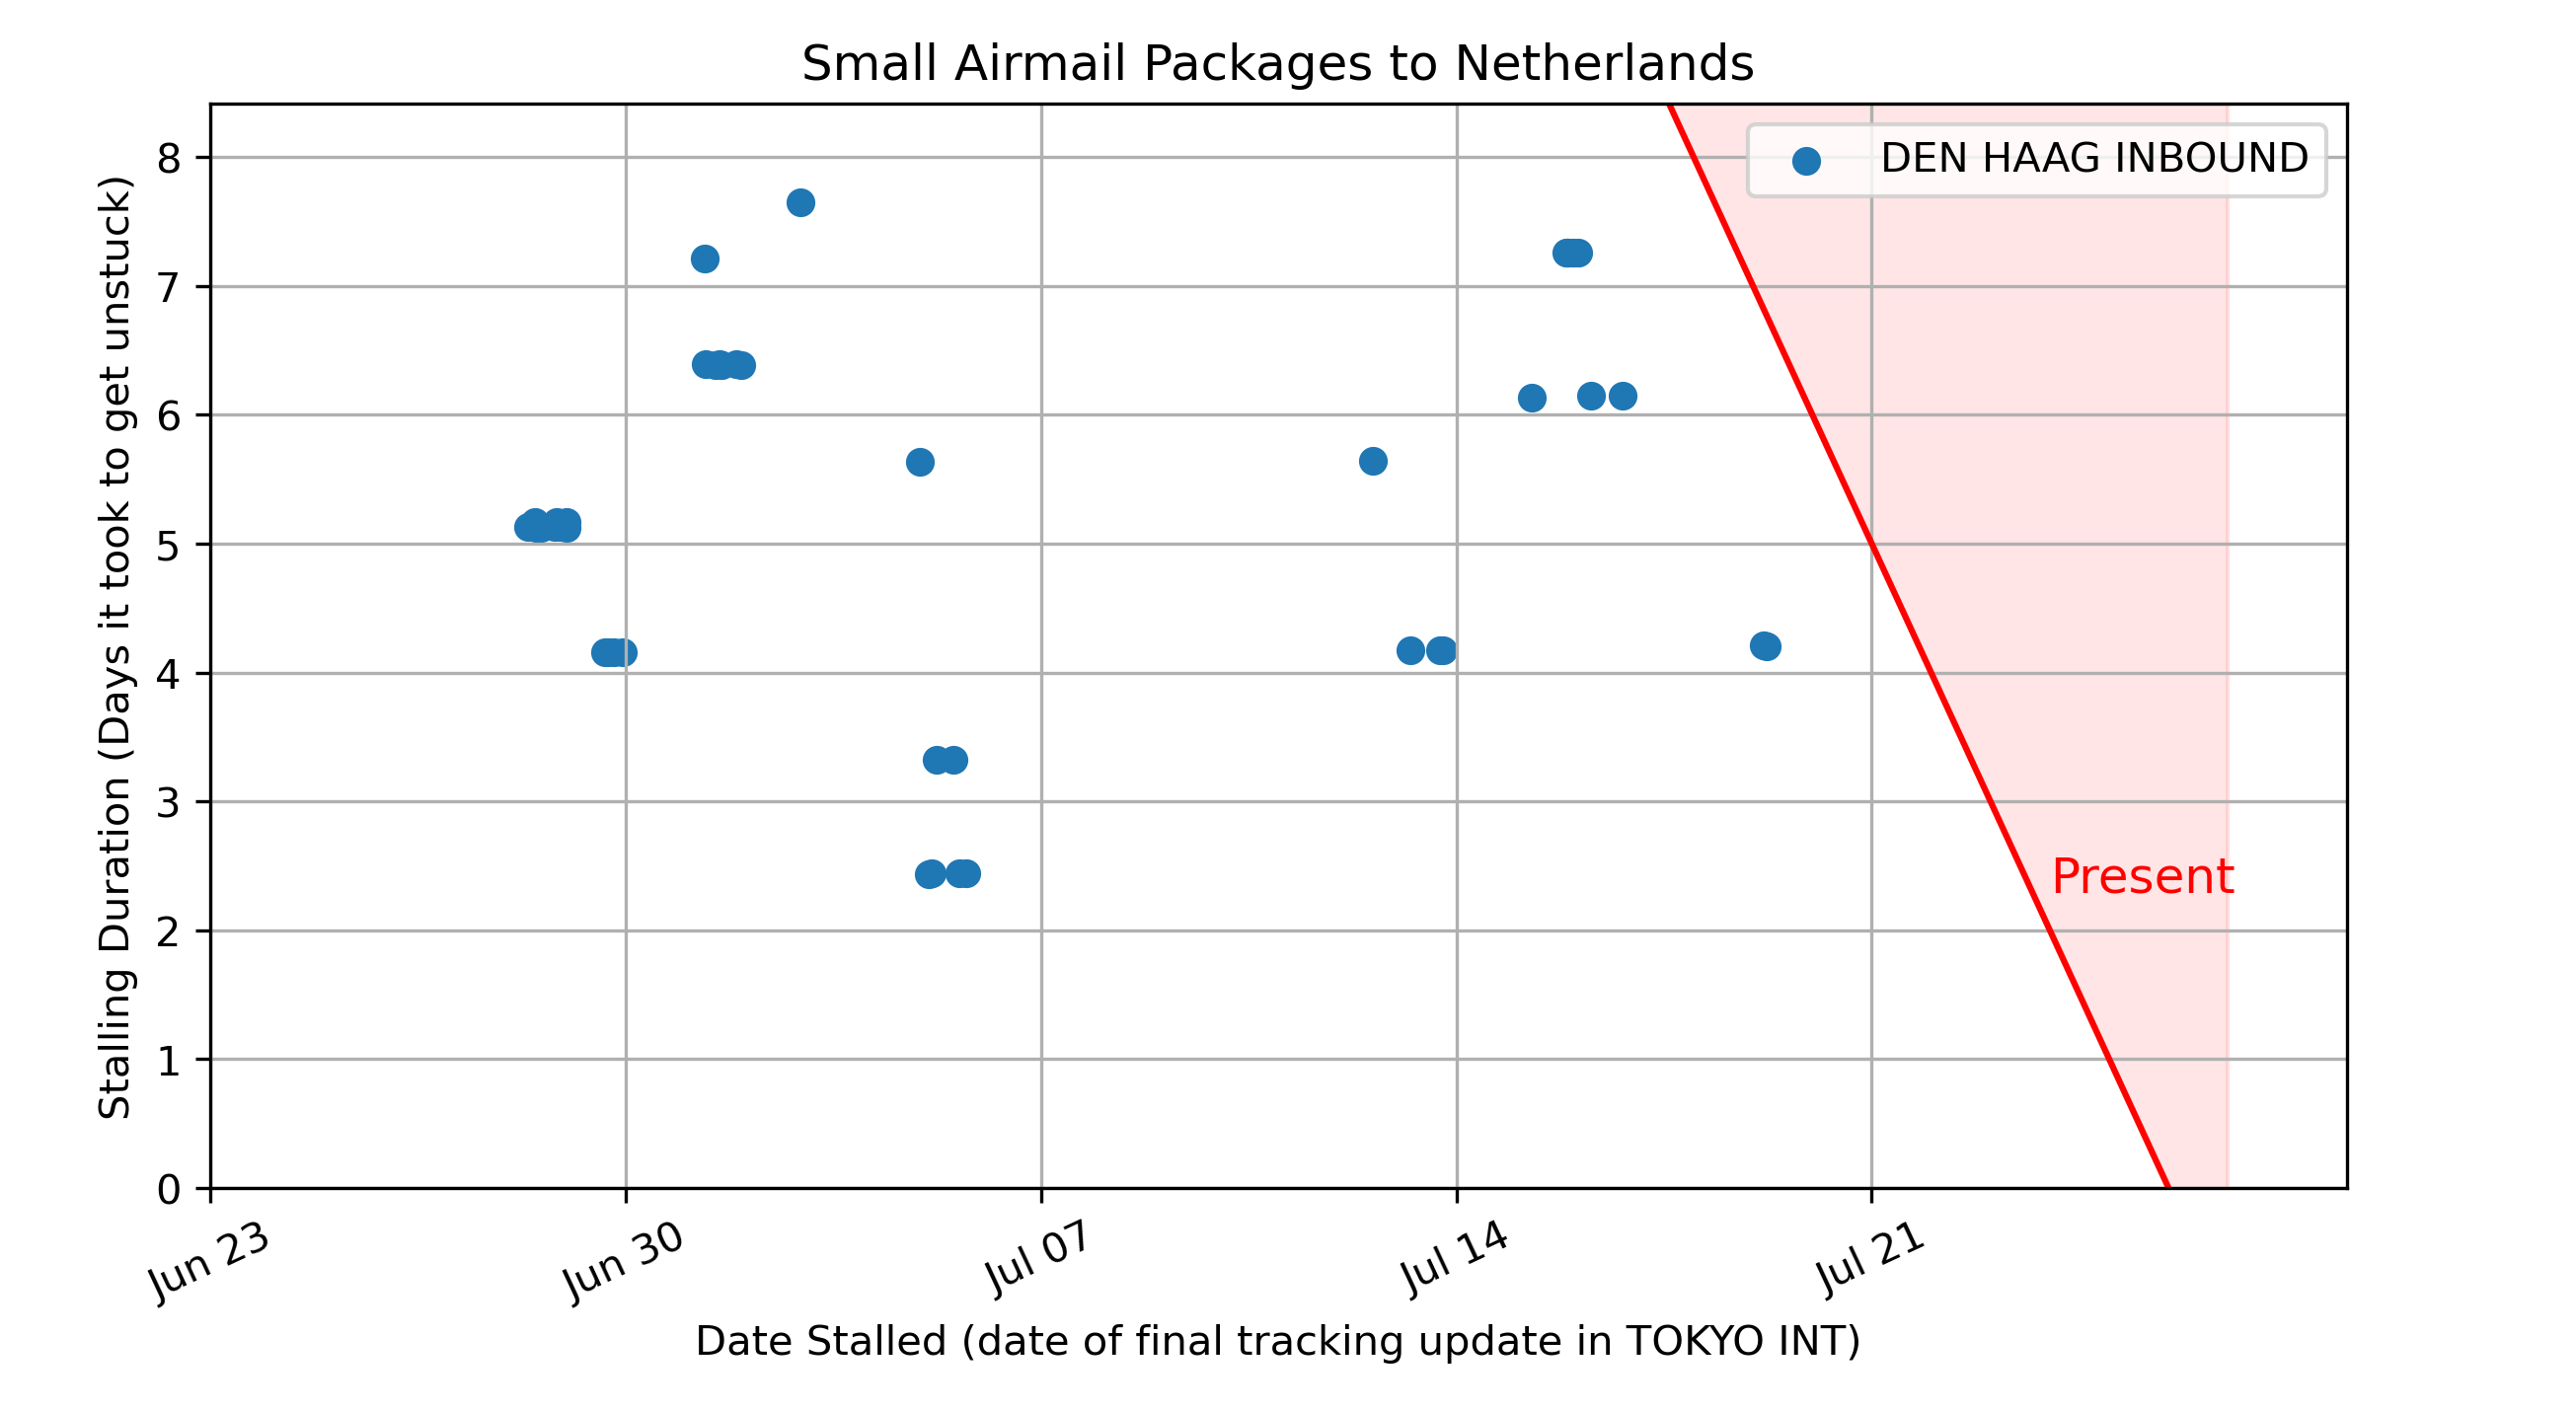 Small Airmail Packages to Netherlands
DEN HAAG INBOUND
Stalling Duration (Days it took to get unstuck)
8
7
6
5
4
3
2
1
0
Present
Jun 23
Jun 30
Jul 07
Jul 14
Jul 21
Date Stalled (date of final tracking update in TOKYO INT)